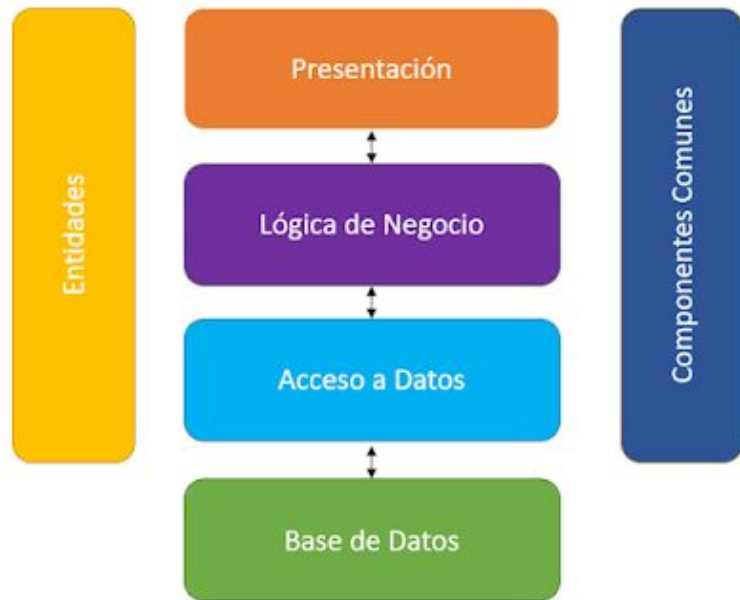 Entidades
Presentación
Lógica de Negocio
Acceso a Datos
Base de Datos
Componentes Comunes